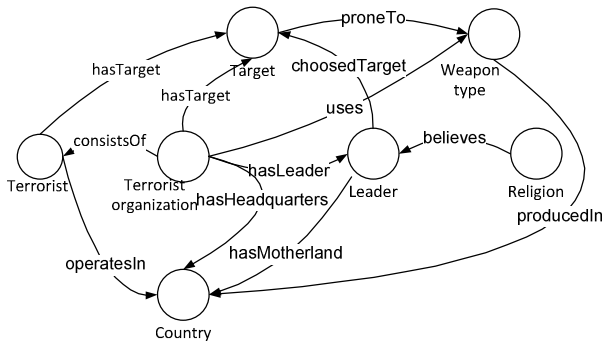 proneTo
hasTarget
choosedTarget
Target
Weapon
type
hasTarget
uses
consistsOf
believes
hasLeader
Terrorist
Terrorist
organization
Leader
Religion
hasHeadquarters
producedIn
hasMotherland
operatesIn
Country